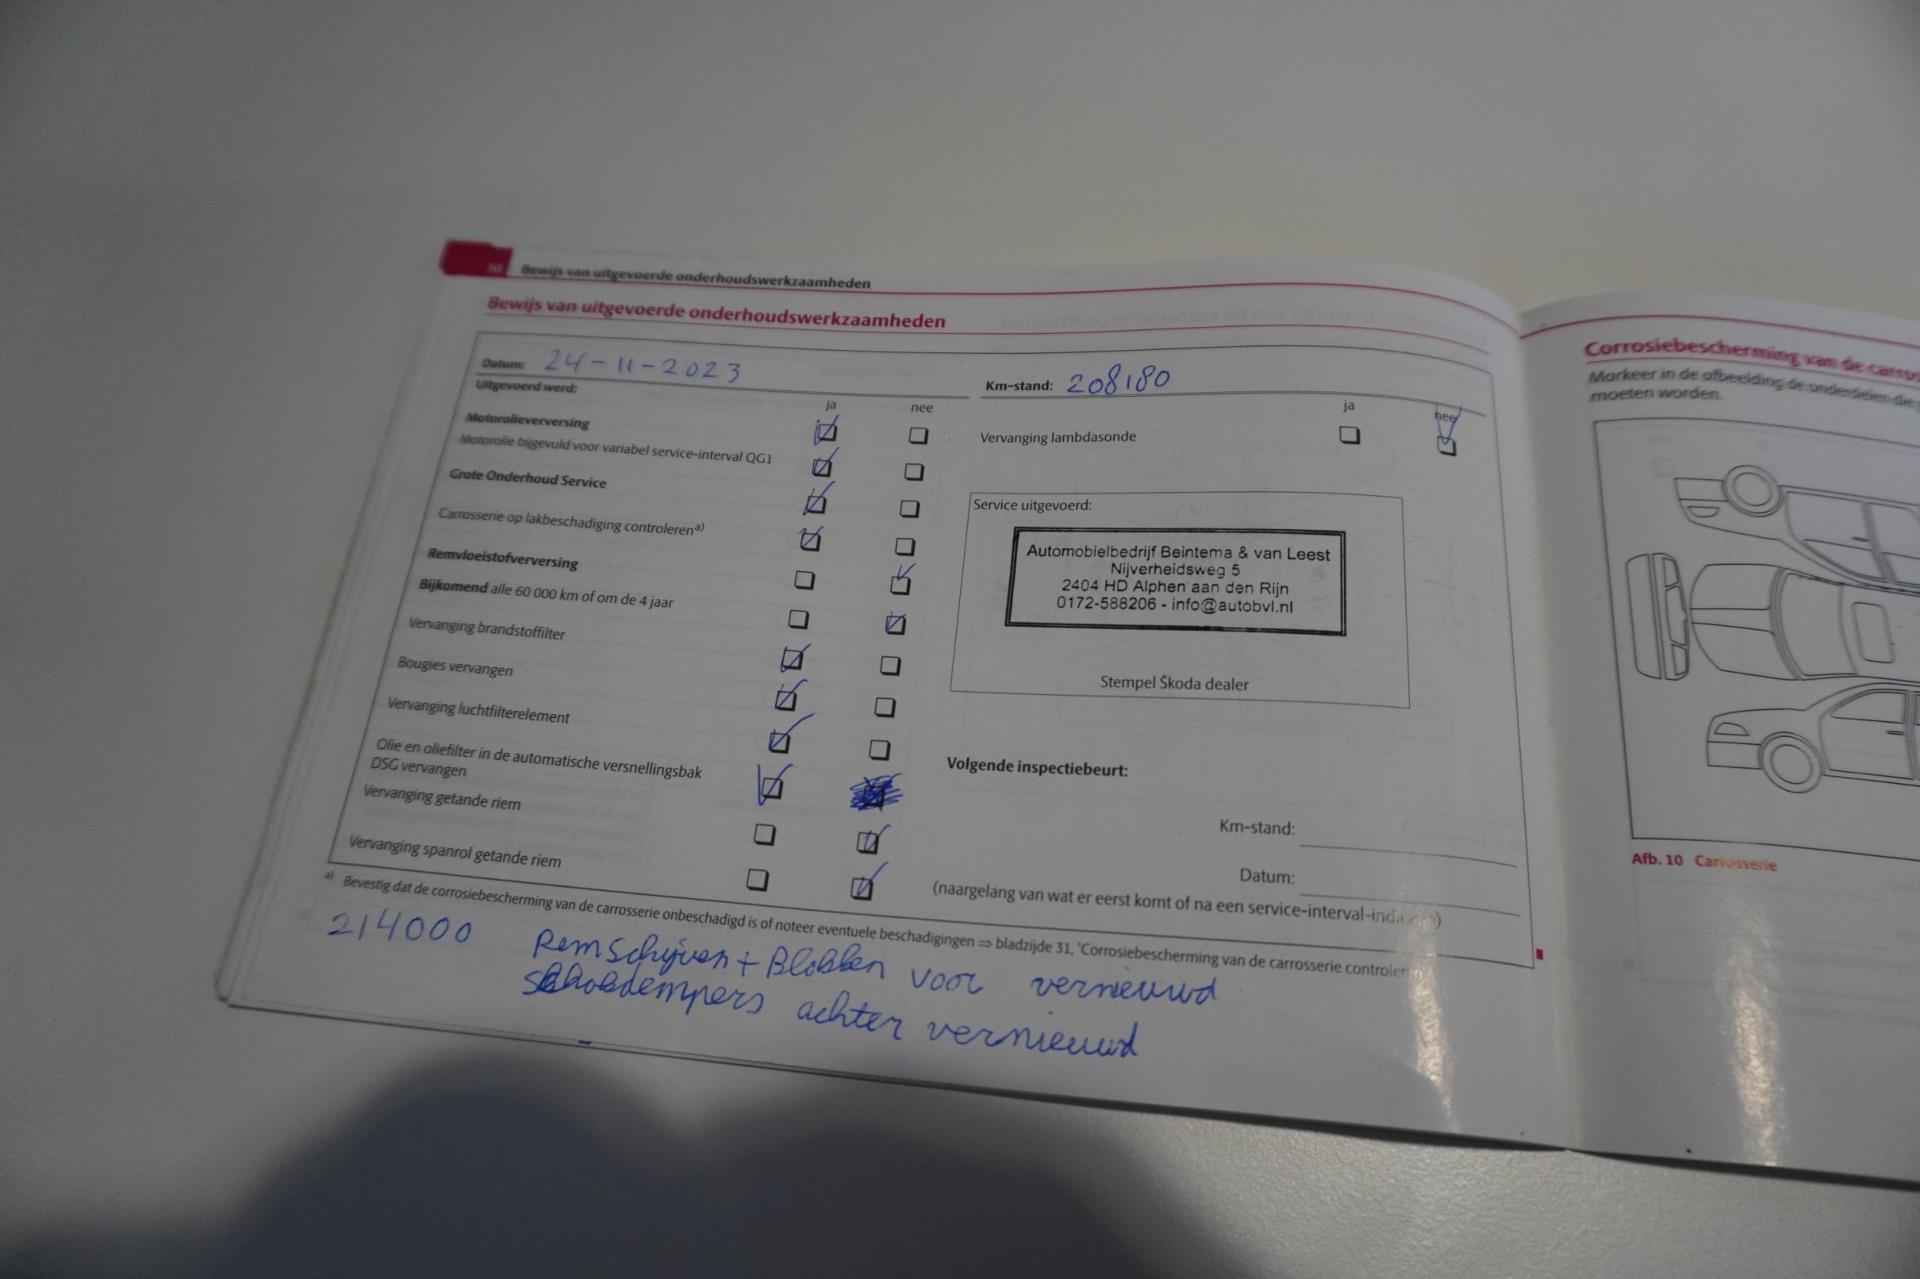 Bewijs van uitgevoerde onderhoudswerkzaamheden
Bewijs van uitgevoerde onderhoudswerkzaamheden
Datum: 24-11-2023
Km-stand: 208180
Uitgevoerd werd:
ja nee
Motorolieverversing
Motorolie bijgevuld voor variabel service-interval QG1
Grote Onderhoud Service
Carrosserie op lakbeschadiging controleren a)
Remvloeistofverversing
Bijkomend alle 60 000 km of om de 4 jaar
Vervanging brandstoffilter
Bougies vervangen
Vervanging luchtfilterelement
Olie en oliefilter in de automatische versnellingsbak
DSG vervangen
Vervanging getande riem
Vervanging spanrol getande riem
ja nee
Vervanging lambdasonde
Service uitgevoerd:
Automobielbedrijf Beintema & van Leest
Nijverheidsweg 5
2404 HD Alphen aan den Rijn
0172-588206 - info@autobvl.nl
Stempel Škoda dealer
Volgende inspectiebeurt:
Km-stand:
Datum:
(naargelang van wat er eerst komt of na een
a) Bevestig dat de corrosiebescherming van de carrosserie onbeschadigd is of noteer eventuele beschadigingen ⇒ bladzijde 31, "Corrosiebescherming van de carrosserie
214000 Remschijven + Blokken voor vernieuwd
achter vernieuwd
Corrosiebescherming van de
Markeer in de afbeelding de onderdelen die
moeten worden.
Afb. 10 Carrosserie